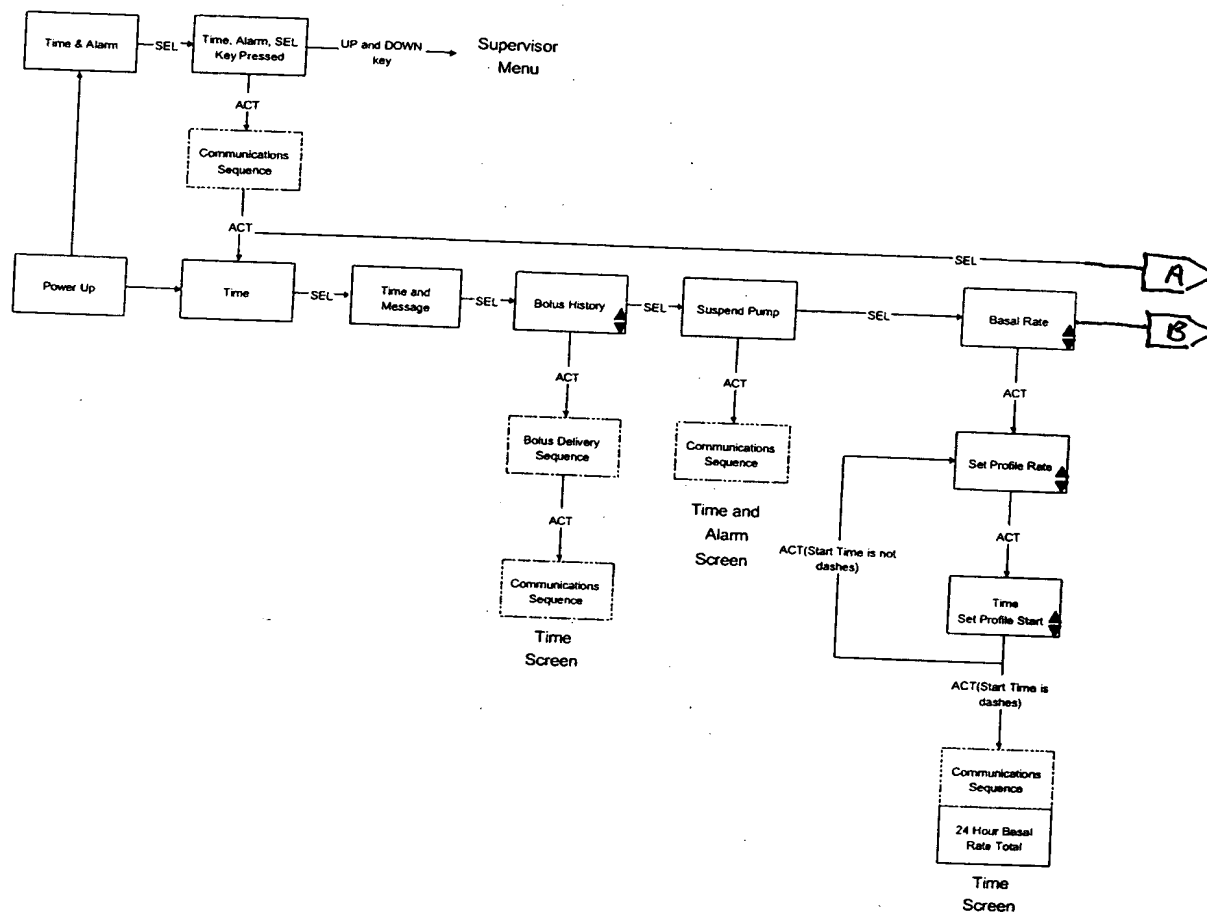 Time & Alarm
SEL
Time, Alarm, SEL
Key Pressed
UP and DOWN
key
Supervisor
Menu
ACT
Communications
Sequence
ACT
SEL
A
Power Up
Time
SEL
Time and
Message
SEL
Bolus History
SEL
Suspend Pump
SEL
Basal Rate
B
ACT
ACT
ACT
Bolus Delivery
Sequence
Communications
Sequence
Set Profile Rate
Time and
Alarm
Screen
ACT
ACT
ACT(Start Time is not
dashes)
Communications
Sequence
Time
Set Profile Start
Time
Screen
ACT(Start Time is
dashes)
Communications
Sequence
24 Hour Basal
Rate Total
Time
Screen